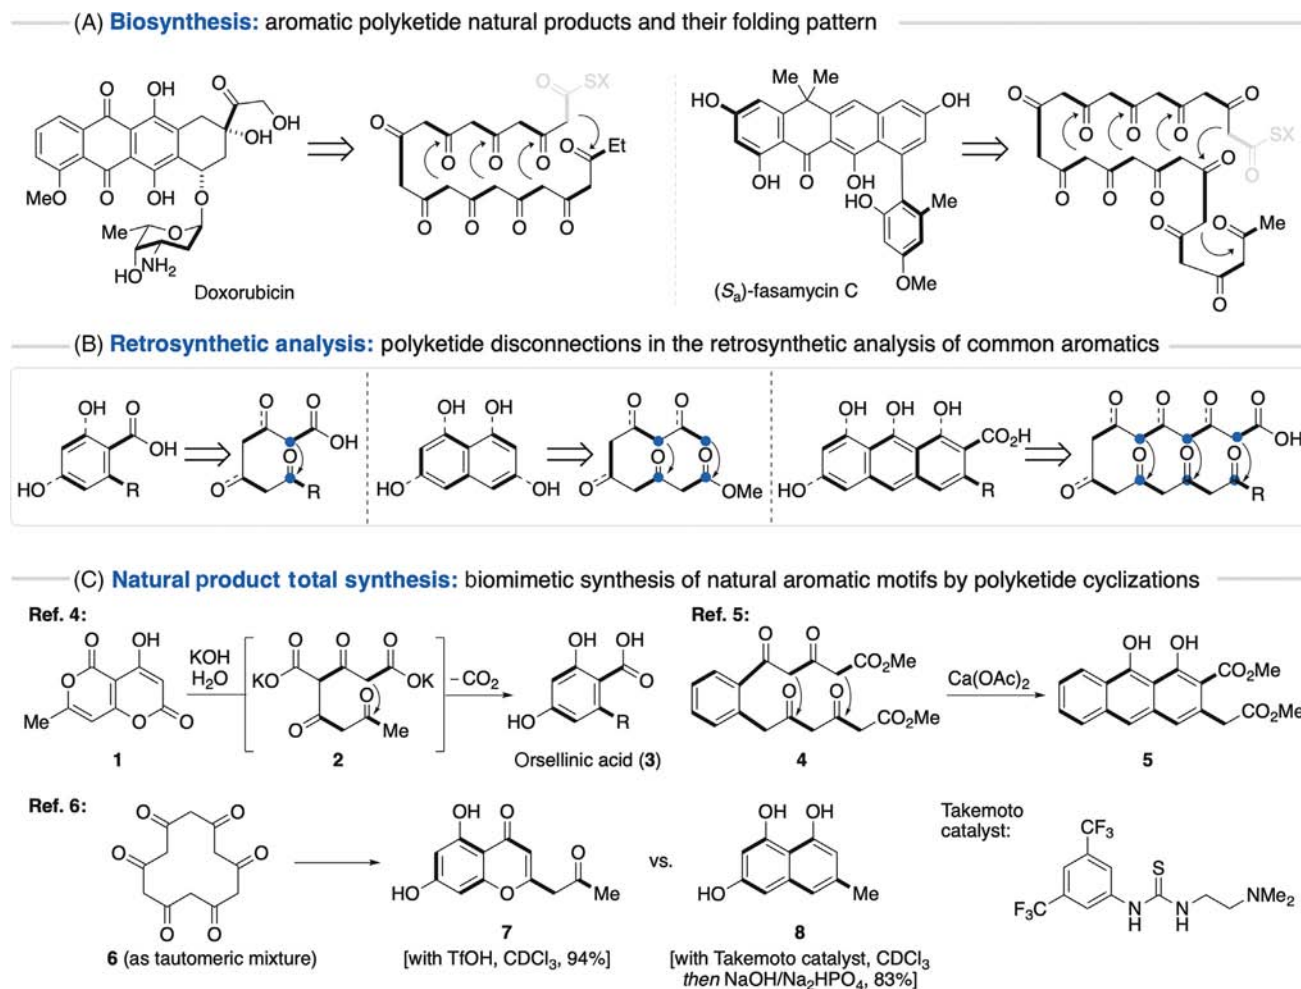 (A) Biosynthesis: aromatic polyketide natural products and their folding pattern
O OH O OH OH OMe O OH O Me O HO NH2
Doxorubicin
O SX O O O O Et O O O O O
Me Me HO OH OH O OH HO Me OMe
(Sa)-fasamycin C
O O O O O SX O O O O O O O Me O
(B) Retrosynthetic analysis: polyketide disconnections in the retrosynthetic analysis of common aromatics
OH O OH HO R
O O OH O O R
OH OH HO OH
O O O O O OMe
OH OH OH CO2H HO R
O O O O OH O O O O R
(C) Natural product total synthesis: biomimetic synthesis of natural aromatic motifs by polyketide cyclizations
Ref. 4:
O OH O Me O O
1
KOH
H2O
O O O KO OK O O Me
2
– CO2
OH OH O HO R
Orsellinic acid (3)
Ref. 5:
O O CO2Me O O CO2Me
4
Ca(OAc)2
OH OH CO2Me CO2Me
5
Ref. 6:
O O O O O O
6 (as tautomeric mixture)
OH O HO O O Me
7
[with TfOH, CDCl3, 94%]
vs.
OH OH HO Me
8
[with Takemoto catalyst, CDCl3
then NaOH/Na2HPO4, 83%]
Takemoto
catalyst:
CF3 F3C N H S N H NMe2